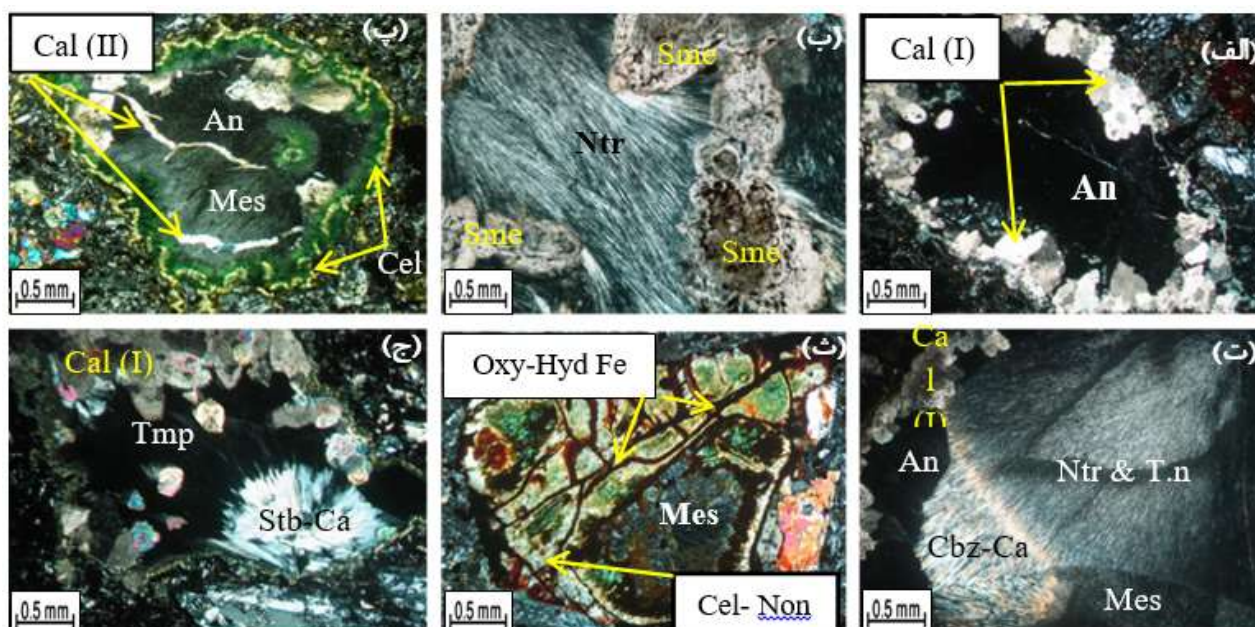 الف)
Cal (I)
An
0.5 mm
ب)
Sme
Ntr
Sme
Sme
0.5 mm
پ)
Cal (II)
An
Mes
Cel
0.5 mm
ت)
Ca
l
(I)
An
Ntr & T.n
Cbz-Ca
Mes
0.5 mm
ث)
Oxy-Hyd Fe
Mes
Cel- Non
0.5 mm
ج)
Cal (I)
Tmp
Stb-Ca
0.5 mm